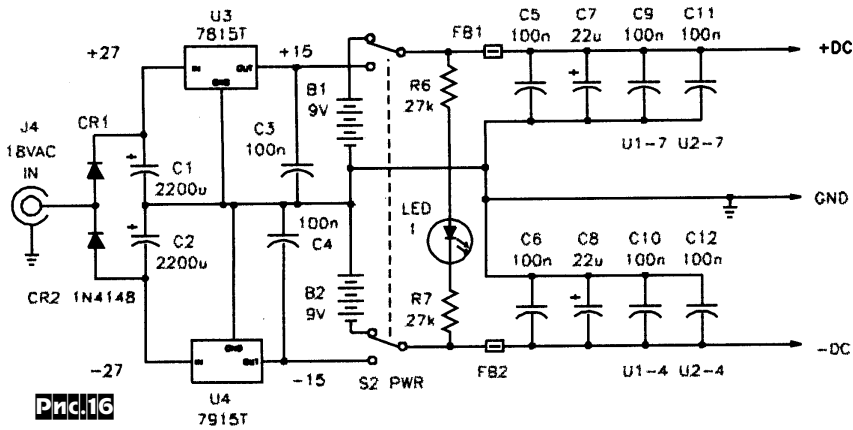 U3
7815T
+27
IN
OUT
GND
+15
FB1
C5
100n
C7
22u
C9
100n
C11
100n
+DC
J4
18VAC
IN
CR1
+
C1
2200u
C3
100n
B1
9V
R6
27k
+
U1-7
U2-7
GND
LED
1
+
C2
2200u
100n
C4
CR2 1N4148
B2
9V
R7
27k
C6
100n
C8
22u
C10
100n
C12
100n
+
-27
IN
GND
OUT
-15
S2 PWR
FB2
-DC
U1-4
U2-4
U4
7915T
Рис.16